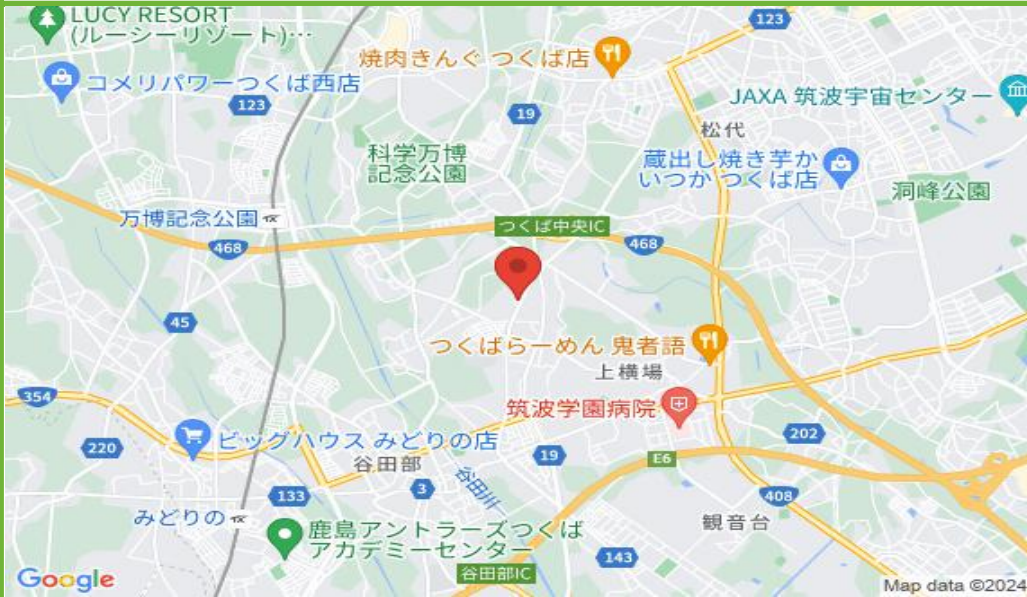 LUCY RESORT
(ルーシーリゾート)…
123
焼肉きんぐ つくば店
コメリパワーつくば西店
123
19
JAXA 筑波宇宙センター
松代
科学万博
記念公園
蔵出し焼き芋か
いつか つくば店
洞峰公園
万博記念公園
つくば中央IC
468
468
45
つくばらーめん 鬼者語
上横場
354
筑波学園病院
220
ビッグハウス みどりの店
202
谷田部
19
E6
谷田川
133
3
408
みどりの
観音台
鹿島アントラーズつくば
アカデミーセンター
143
谷田部IC
Google
Map data ©2024